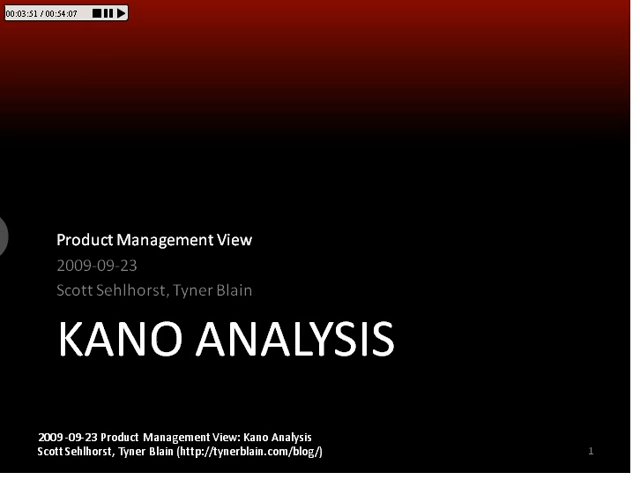 00:03:51 / 00:54:07
Product Management View
2009-09-23
Scott Sehlhorst, Tyner Blain
KANO ANALYSIS
2009 -09-23 Product Management View: Kano Analysis
Scott Sehlhorst, Tyner Blain (http://tynerblain.com/blog/)
1